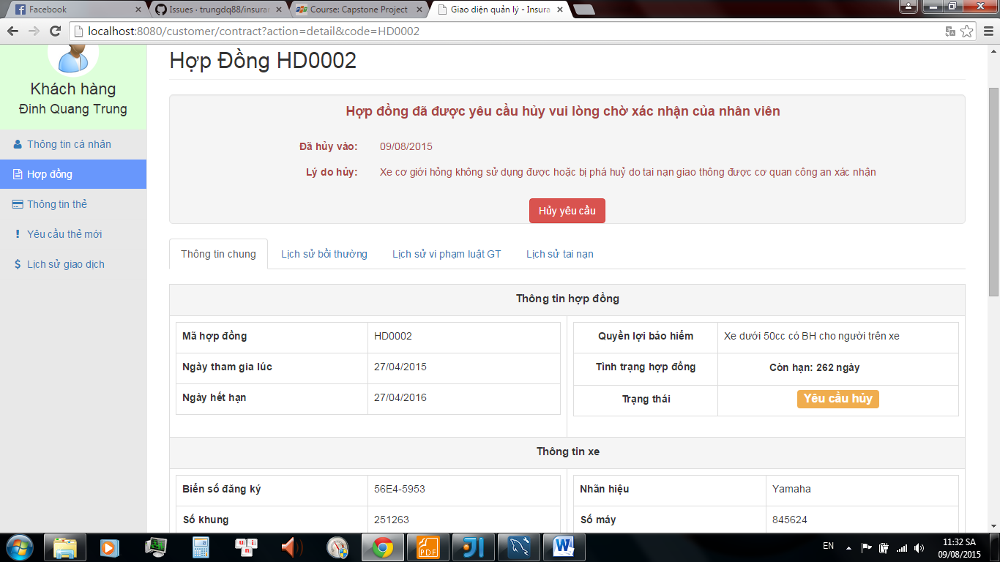 Facebook
Issues · trungdq88/insurar
Course: Capstone Project
Giao diện quản lý - Insura
localhost:8080/customer/contract?action=detail&code=HD0002
Khách hàng
Đinh Quang Trung
Thông tin cá nhân
Hợp đồng
Thông tin thẻ
Yêu cầu thẻ mới
Lịch sử giao dịch
Hợp Đồng HD0002
Hợp đồng đã được yêu cầu hủy vui lòng chờ xác nhận của nhân viên
Đã hủy vào: 09/08/2015
Lý do hủy: Xe cơ giới hỏng không sử dụng được hoặc bị phá huỷ do tai nạn giao thông được cơ quan công an xác nhận
Hủy yêu cầu
Thông tin chung Lịch sử bồi thường Lịch sử vi phạm luật GT Lịch sử tai nạn
Thông tin hợp đồng
Mã hợp đồng HD0002 Quyền lợi bảo hiểm Xe dưới 50cc có BH cho người trên xe
Ngày tham gia lúc 27/04/2015 Tình trạng hợp đồng Còn hạn: 262 ngày
Ngày hết hạn 27/04/2016 Trạng thái Yêu cầu hủy
Thông tin xe
Biển số đăng ký 56E4-5953 Nhãn hiệu Yamaha
Số khung 251263 Số máy 845624
u n i
PDF
EN
11:32 SA
09/08/2015